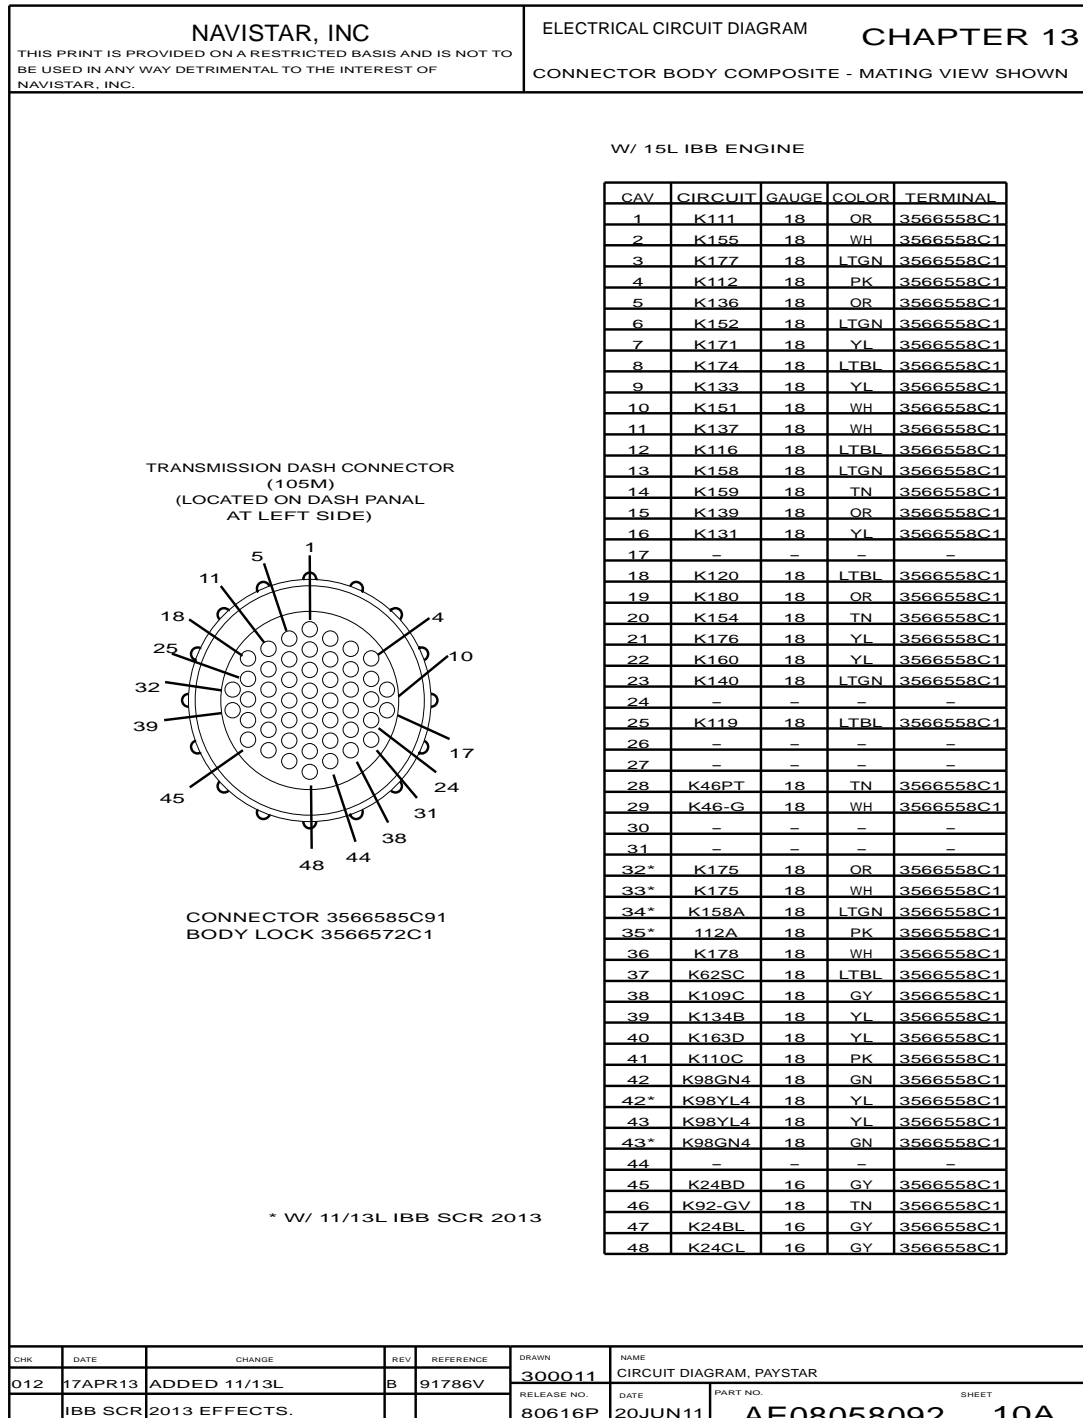 NAVISTAR, INC
THIS PRINT IS PROVIDED ON A RESTRICTED BASIS AND IS NOT TO
BE USED IN ANY WAY DETRIMENTAL TO THE INTEREST OF
NAVISTAR, INC.
ELECTRICAL CIRCUIT DIAGRAM
CHAPTER 13
CONNECTOR BODY COMPOSITE - MATING VIEW SHOWN
W/ 15L IBB ENGINE
CAV CIRCUIT GAUGE COLOR TERMINAL
1 K111 18 OR 3566558C1
2 K155 18 WH 3566558C1
3 K177 18 LTGN 3566558C1
4 K112 18 PK 3566558C1
5 K136 18 OR 3566558C1
6 K152 18 LTGN 3566558C1
7 K171 18 YL 3566558C1
8 K174 18 LTBL 3566558C1
9 K133 18 YL 3566558C1
10 K151 18 WH 3566558C1
11 K137 18 WH 3566558C1
12 K116 18 LTBL 3566558C1
13 K158 18 LTGN 3566558C1
14 K159 18 TN 3566558C1
15 K139 18 OR 3566558C1
16 K131 18 YL 3566558C1
17 – – – –
18 K120 18 LTBL 3566558C1
19 K180 18 OR 3566558C1
20 K154 18 TN 3566558C1
21 K176 18 YL 3566558C1
22 K160 18 YL 3566558C1
23 K140 18 LTGN 3566558C1
24 – – – –
25 K119 18 LTBL 3566558C1
26 – – – –
27 – – – –
28 K46PT 18 TN 3566558C1
29 K46-G 18 WH 3566558C1
30 – – – –
31 – – – –
32* K175 18 OR 3566558C1
33* K175 18 WH 3566558C1
34* K158A 18 LTGN 3566558C1
35* 112A 18 PK 3566558C1
36 K178 18 WH 3566558C1
37 K62SC 18 LTBL 3566558C1
38 K109C 18 GY 3566558C1
39 K134B 18 YL 3566558C1
40 K163D 18 YL 3566558C1
41 K110C 18 PK 3566558C1
42 K98GN4 18 GN 3566558C1
42* K98YL4 18 YL 3566558C1
43 K98YL4 18 YL 3566558C1
43* K98GN4 18 GN 3566558C1
44 – – – –
45 K24BD 16 GY 3566558C1
46 K92-GV 18 TN 3566558C1
47 K24BL 16 GY 3566558C1
48 K24CL 16 GY 3566558C1
TRANSMISSION DASH CONNECTOR
(105M)
(LOCATED ON DASH PANAL
AT LEFT SIDE)
1
5
11
18
4
25
10
32
39
17
45
24
31
38
44
48
CONNECTOR 3566585C91
BODY LOCK 3566572C1
* W/ 11/13L IBB SCR 2013
CHK DATE CHANGE REV REFERENCE
012 17APR13 ADDED 11/13L B 91786V
IBB SCR 2013 EFFECTS.
DRAWN
300011
NAME
CIRCUIT DIAGRAM, PAYSTAR
RELEASE NO.
80616P
DATE
20JUN11
PART NO.
AE08058092
SHEET
10A